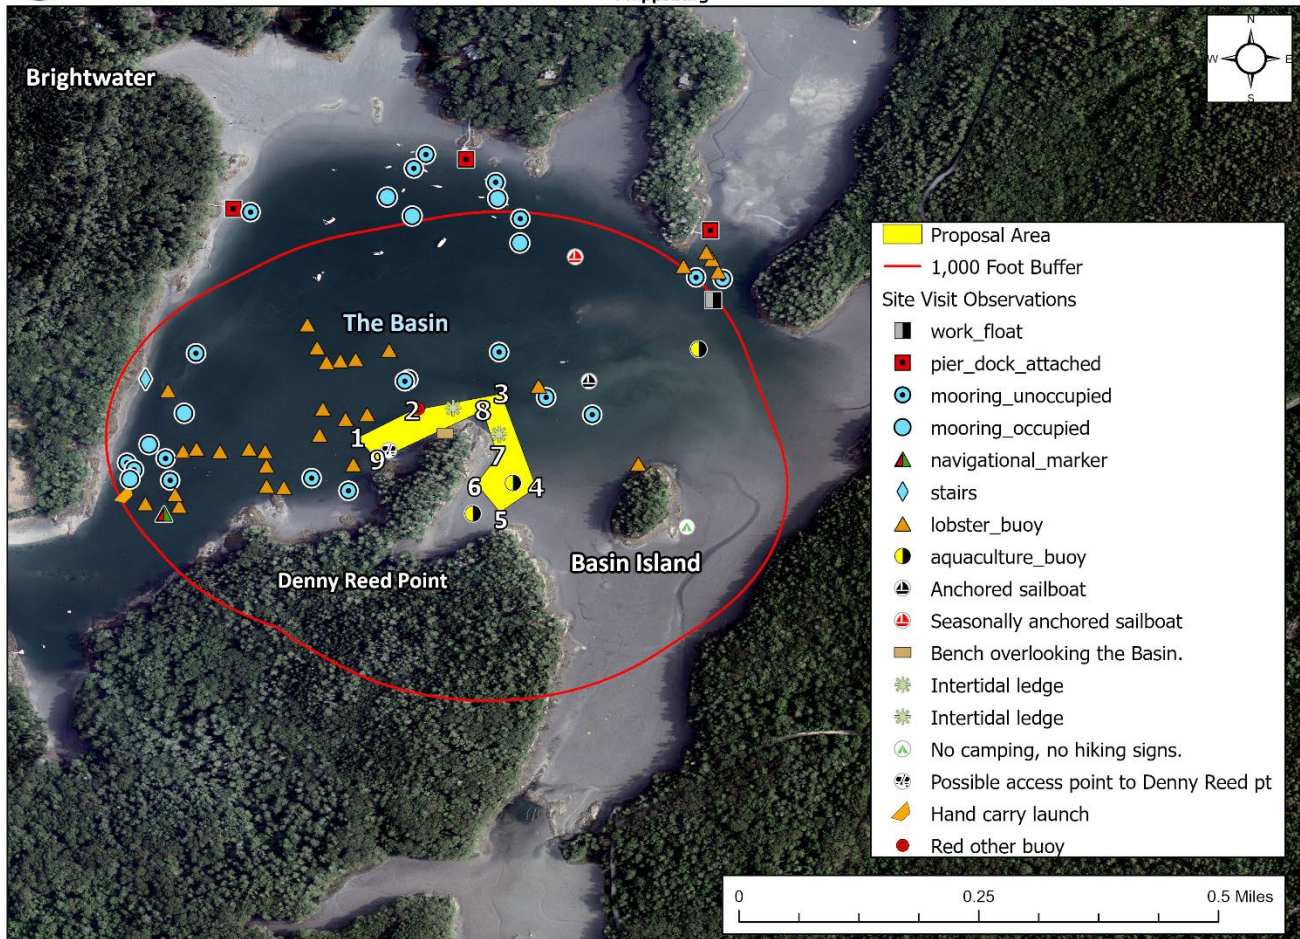 N
W E
S
Brightwater
The Basin
1
2
3
8
9
7
6
4
5
Denny Reed Point
Basin Island
Proposal Area
1,000 Foot Buffer
Site Visit Observations
work_float
pier_dock_attached
mooring_unoccupied
mooring_occupied
navigational_marker
stairs
lobster_buoy
aquaculture_buoy
Anchored sailboat
Seasonally anchored sailboat
Bench overlooking the Basin.
Intertidal ledge
Intertidal ledge
No camping, no hiking signs.
Possible access point to Denny Reed pt
Hand carry launch
Red other buoy
0 0.25 0.5 Miles